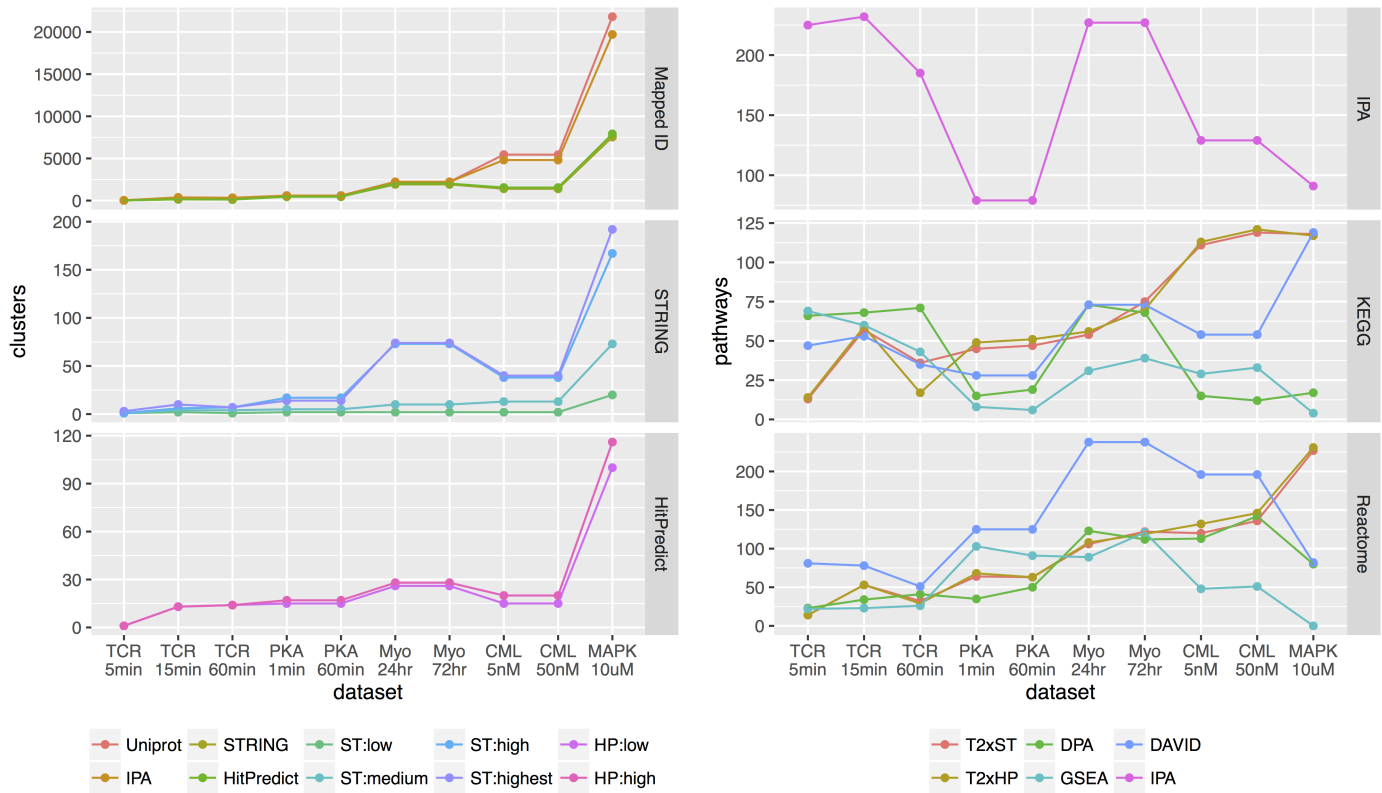 20000
15000
10000
5000
0
Mapped ID
200
150
100
50
0
STRING
120
90
60
30
0
HitPredict
clusters
TCR TCR TCR PKA PKA Myo Myo CML CML MAPK
5min 15min 60min 1min 60min 24hr 72hr 5nM 50nM 10uM
dataset
Uniprot STRING ST:low ST:high HP:low
IPA HitPredict ST:medium ST:highest HP:high
200
150
100
IPA
125
100
75
50
25
0
KEGG
200
150
100
50
0
Reactome
pathways
TCR TCR TCR PKA PKA Myo Myo CML CML MAPK
5min 15min 60min 1min 60min 24hr 72hr 5nM 50nM 10uM
dataset
T2xST DPA DAVID
T2xHP GSEA IPA